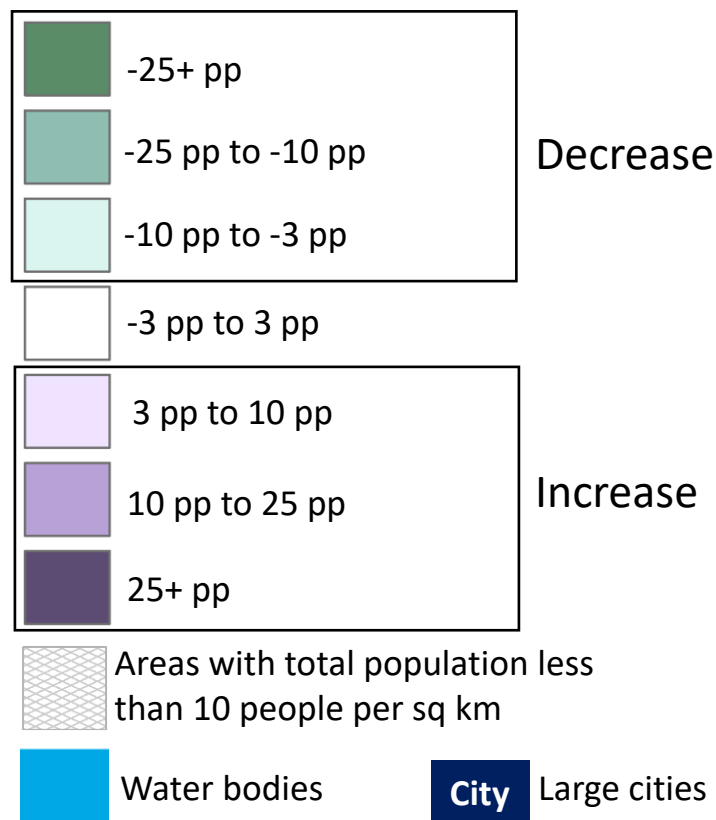 -25+ pp
-25 pp to -10 pp
Decrease
-10 pp to -3 pp
-3 pp to 3 pp
3 pp to 10 pp
10 pp to 25 pp
Increase
25+ pp
Areas with total population less
than 10 people per sq km
Water bodies
City
Large cities